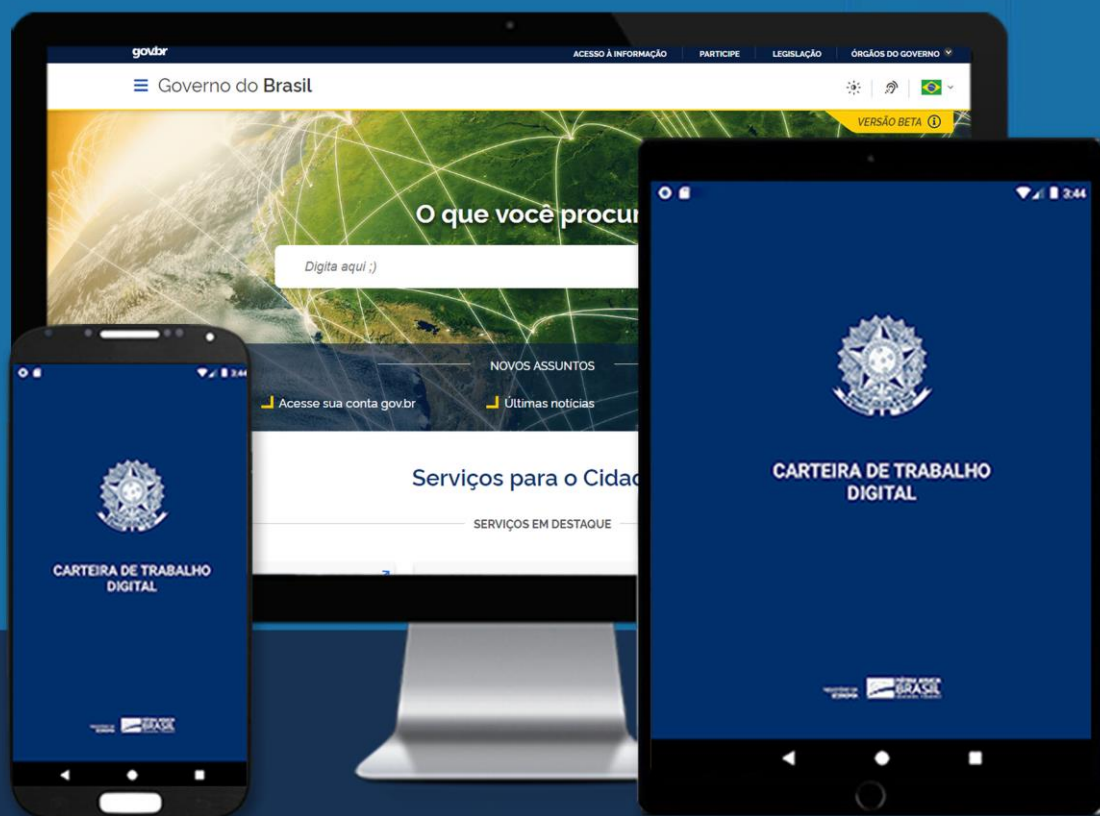 gov.br
ACESSO À INFORMAÇÃO
PARTICIPE
LEGISLAÇÃO
ÓRGÃOS DO GOVERNO
Governo do Brasil
VERSÃO BETA
O que você procur
Digita aqui ;)
NOVOS ASSUNTOS
Acesse sua conta gov.br
Últimas notícias
Serviços para o Cidad
SERVIÇOS EM DESTAQUE
3:44
CARTEIRA DE TRABALHO
DIGITAL
BRASIL
3:44
CARTEIRA DE TRABALHO
DIGITAL
BRASIL